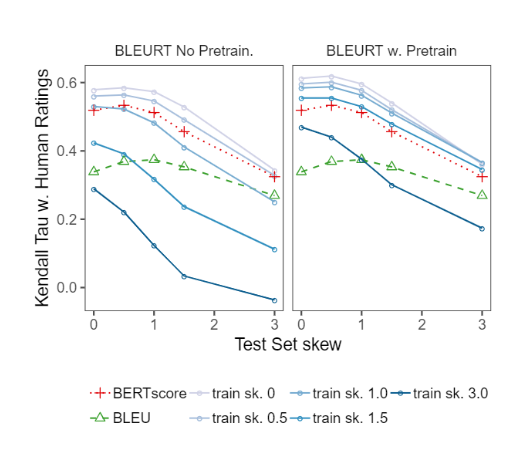 BLEURT No Pretrain. BLEURT w. Pretrain
Kendall Tau w. Human Ratings
0.6
0.4
0.2
0.0
0 1 2 3 0 1 2 3
Test Set skew
BERTscore train sk. 0 train sk. 1.0 train sk. 3.0
BLEU train sk. 0.5 train sk. 1.5